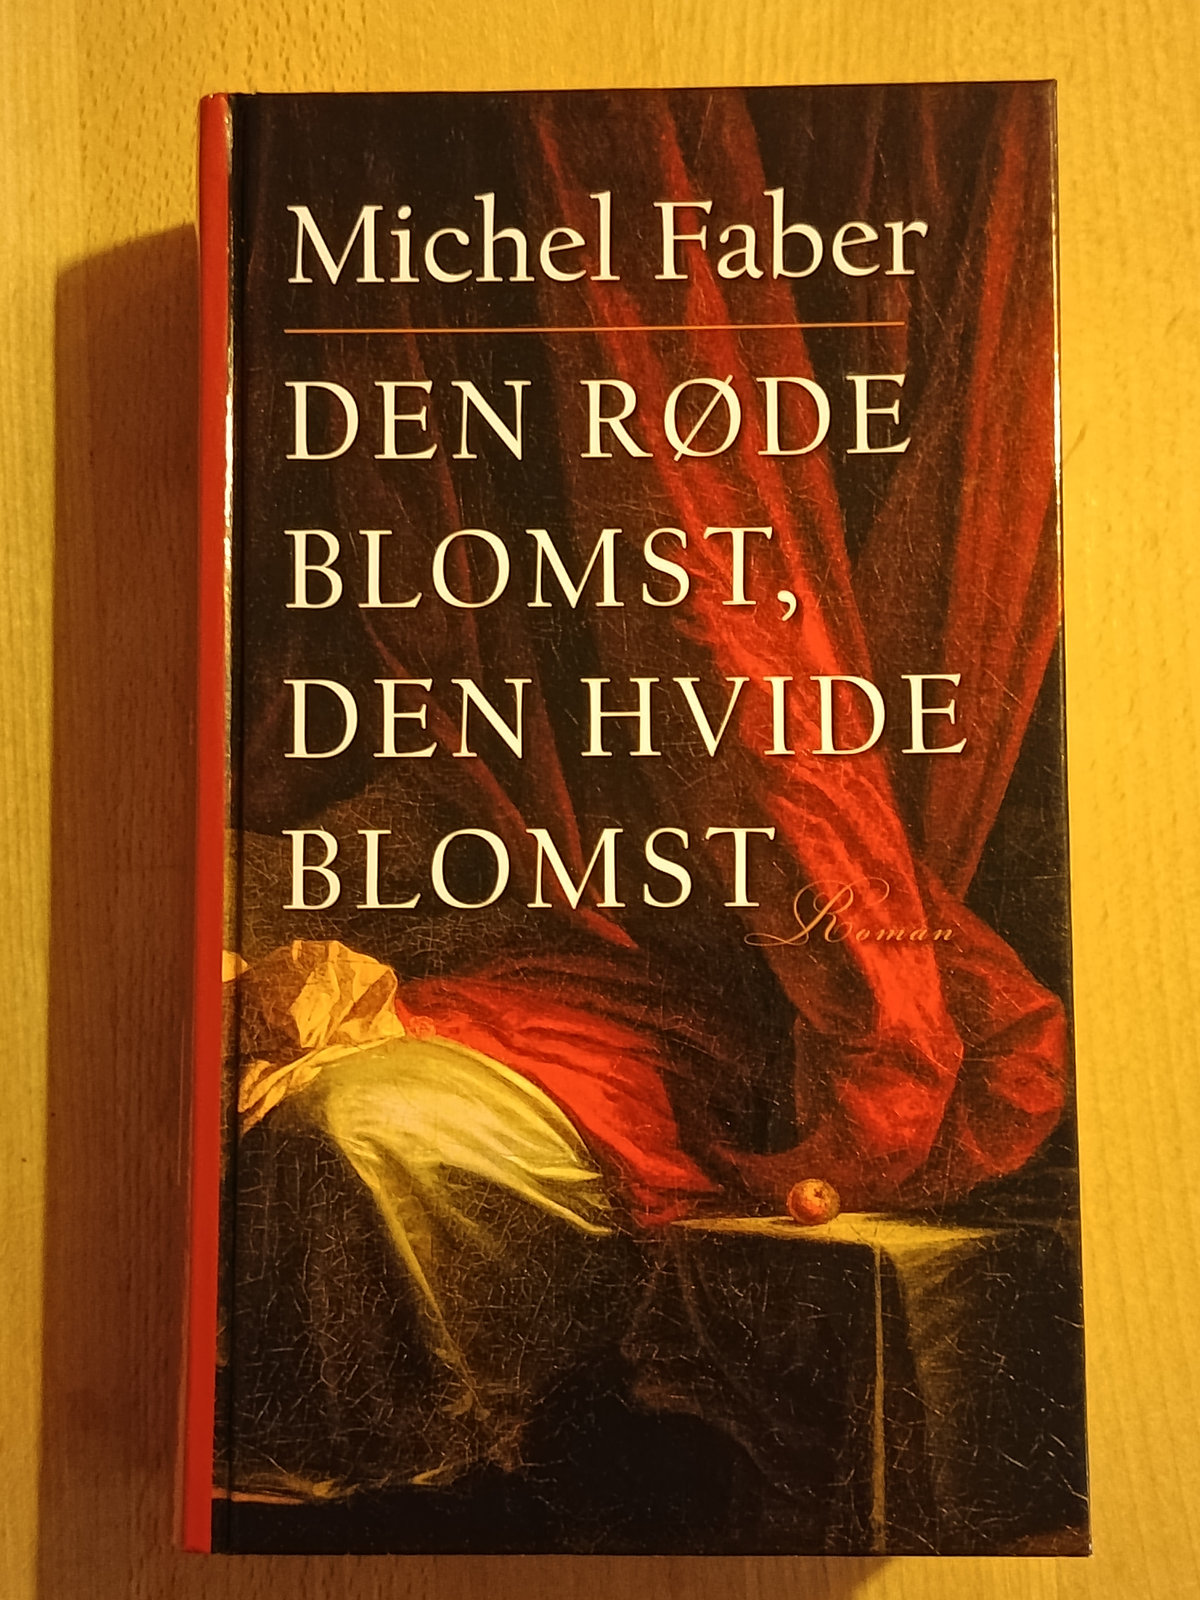 Michel Faber
DEN RØDE
BLOMST,
DEN HVIDE
BLOMST
Roman